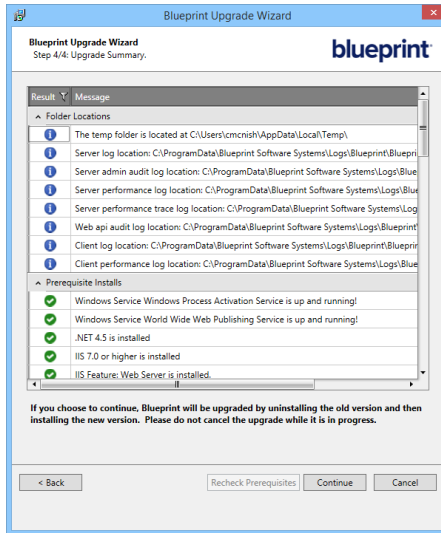 Blueprint Upgrade Wizard
Blueprint Upgrade Wizard
Step 4/4: Upgrade Summary.
blueprint
Result Message
Folder Locations
The temp folder is located at C:\Users\cmcnish\AppData\Local\Temp\
Server log location: C:\ProgramData\Blueprint Software Systems\Logs\Blueprint\Bluepri
Server admin audit log location: C:\ProgramData\Blueprint Software Systems\Logs\Blue
Server performance log location: C:\ProgramData\Blueprint Software Systems\Logs\Blue
Server performance trace log location: C:\ProgramData\Blueprint Software Systems\Log
Web api audit log location: C:\ProgramData\Blueprint Software Systems\Logs\Blueprint\
Client log location: C:\ProgramData\Blueprint Software Systems\Logs\Blueprint\Blueprin
Client performance log location: C:\ProgramData\Blueprint Software Systems\Logs\Blue
Prerequisite Installs
Windows Service Windows Process Activation Service is up and running!
Windows Service World Wide Web Publishing Service is up and running!
.NET 4.5 is installed
IIS 7.0 or higher is installed
IIS Feature: Web Server is installed.
If you choose to continue, Blueprint will be upgraded by uninstalling the old version and then
installing the new version. Please do not cancel the upgrade while it is in progress.
< Back Recheck Prerequisites Continue Cancel